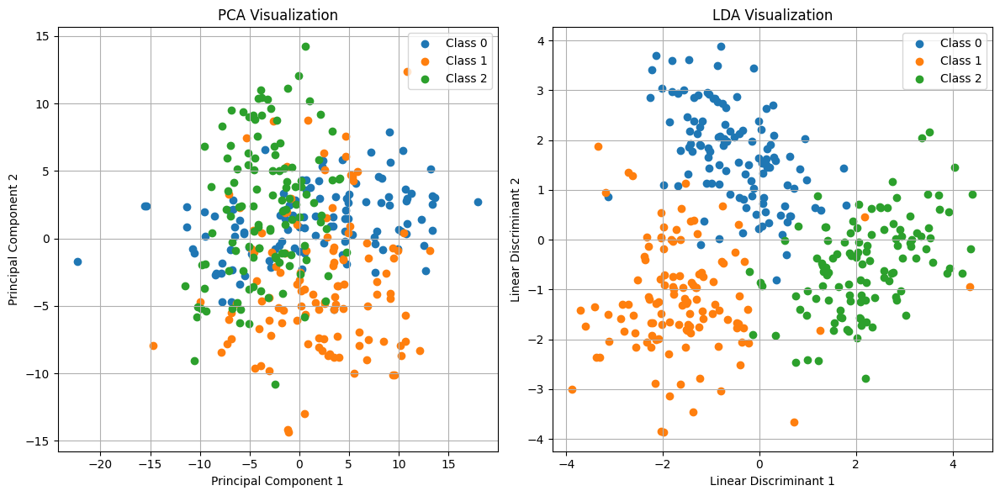 PCA Visualization
Class 0
Class 1
Class 2
15
10
5
0
−5
−10
−15
Principal Component 2
−20
−15
−10
−5
0
5
10
15
Principal Component 1
LDA Visualization
Class 0
Class 1
Class 2
4
3
2
1
0
−1
−2
−3
−4
Linear Discriminant 2
−4
−2
0
2
4
Linear Discriminant 1